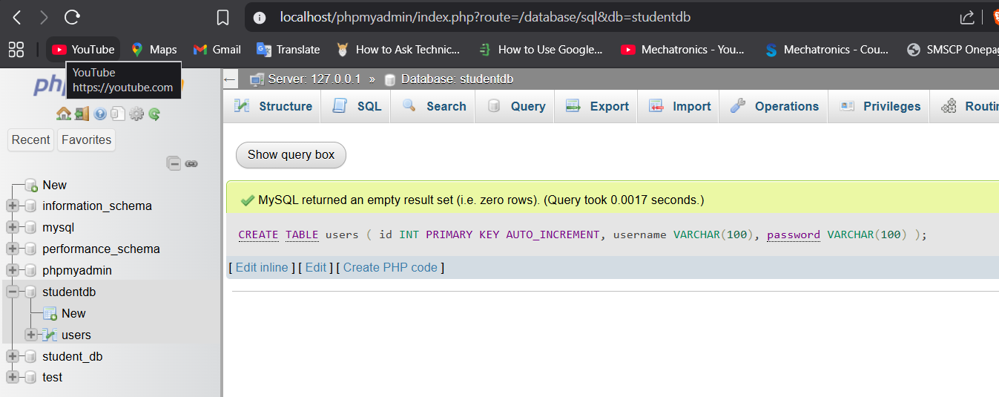 localhost/phpmyadmin/index.php?route=/database/sql&db=studentdb
YouTube Maps Gmail Translate How to Ask Technic... How to Use Google... Mechatronics - You... Mechatronics - Cou... SMSCP Onepag
YouTube
https://youtube.com
ph
Server: 127.0.0.1 » Database: studentdb
Structure SQL Search Query Export Import Operations Privileges Routin
Recent Favorites
Show query box
New
information_schema
mysql
performance_schema
phpmyadmin
studentdb
New
users
student_db
test
MySQL returned an empty result set (i.e. zero rows). (Query took 0.0017 seconds.)
CREATE TABLE users ( id INT PRIMARY KEY AUTO_INCREMENT, username VARCHAR(100), password VARCHAR(100) );
[ Edit inline ] [ Edit ] [ Create PHP code ]